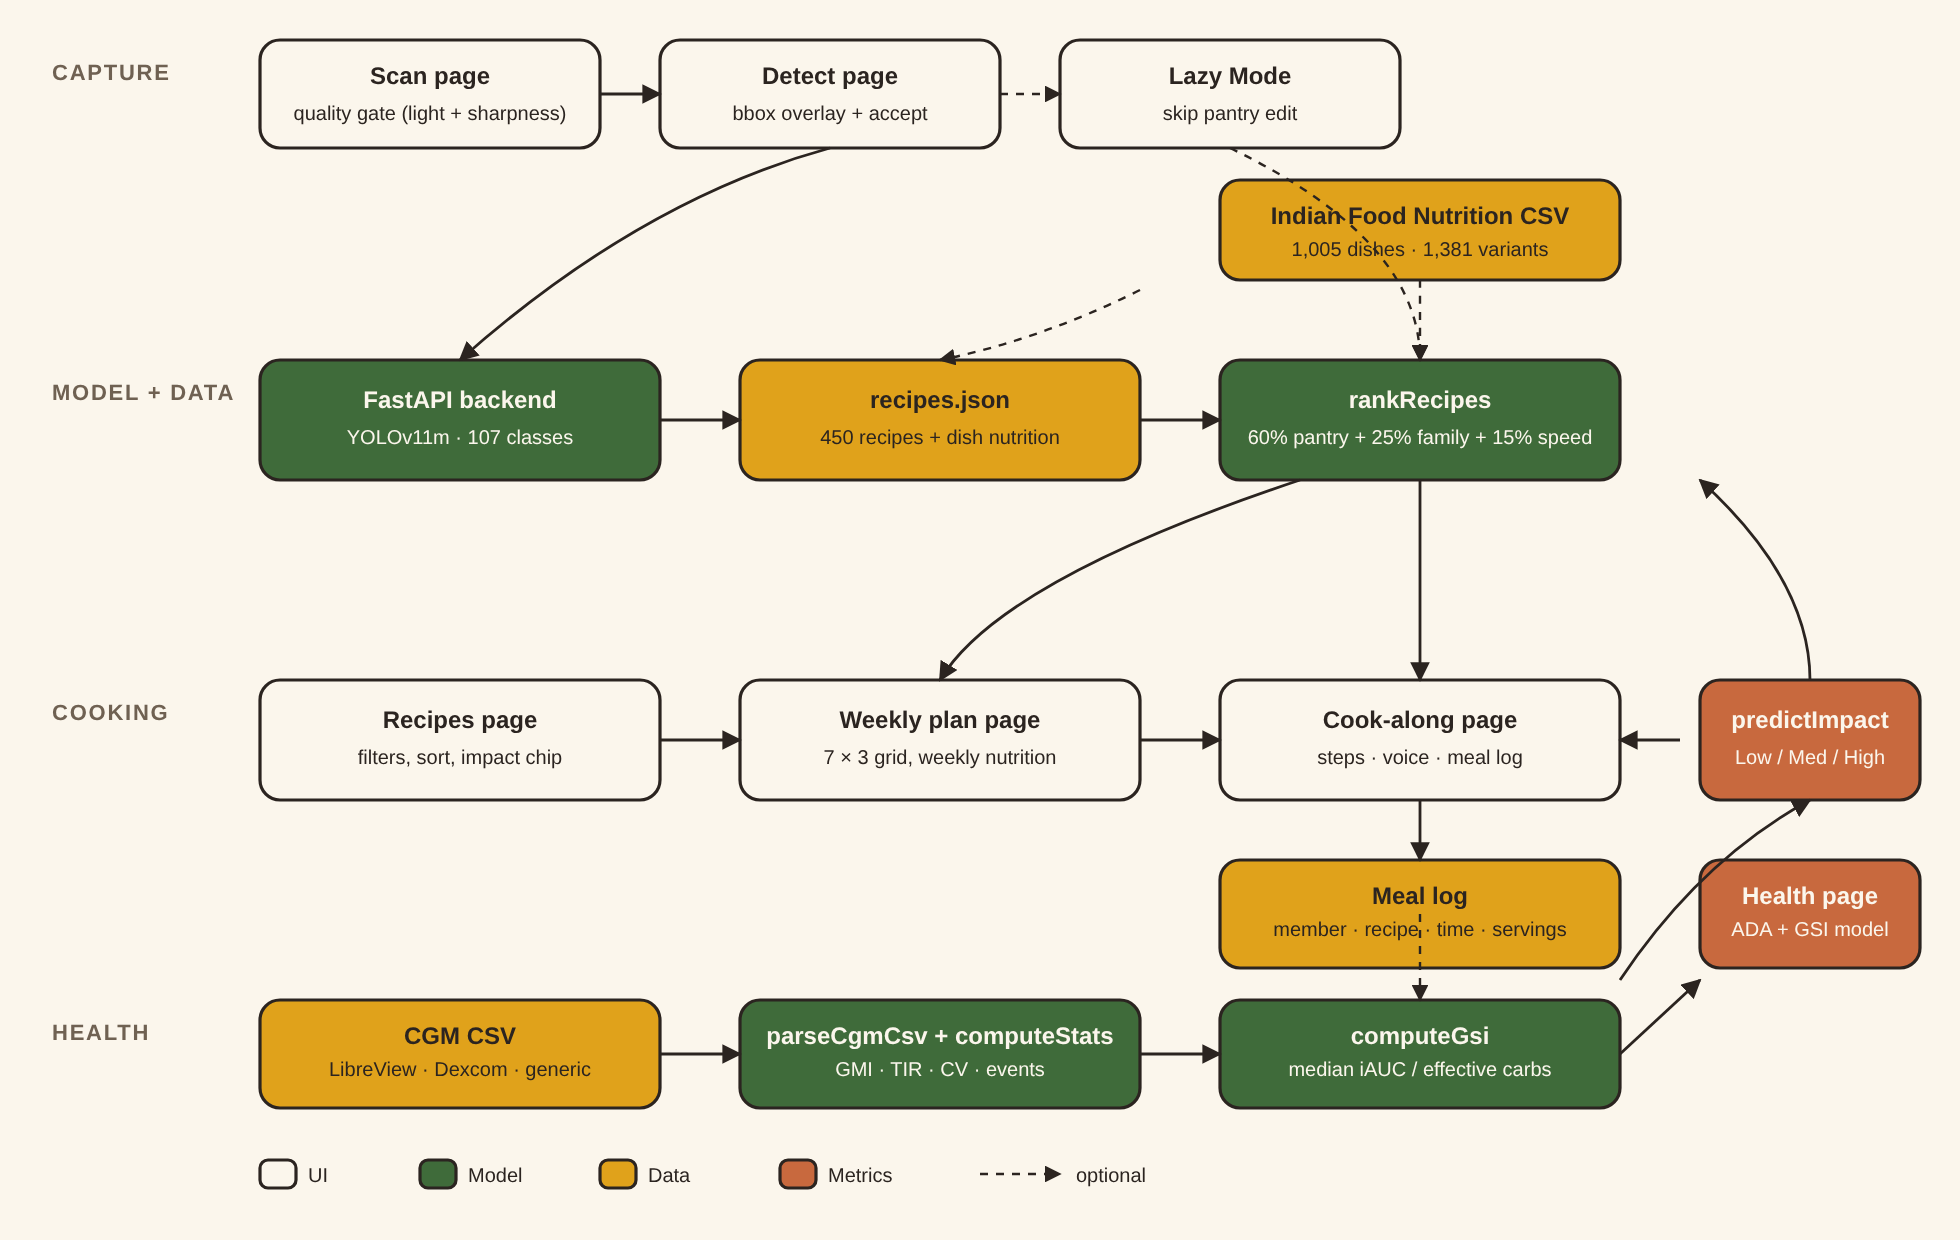 CAPTURE
Scan page
quality gate (light + sharpness)
Detect page
bbox overlay + accept
Lazy Mode
skip pantry edit
Indian Food Nutrition CSV
1,005 dishes · 1,381 variants
MODEL + DATA
FastAPI backend
YOLOv11m · 107 classes
recipes.json
450 recipes + dish nutrition
rankRecipes
60% pantry + 25% family + 15% speed
COOKING
Recipes page
filters, sort, impact chip
Weekly plan page
7 × 3 grid, weekly nutrition
Cook-along page
steps · voice · meal log
predictImpact
Low / Med / High
Meal log
member · recipe · time · servings
Health page
ADA + GSI model
HEALTH
CGM CSV
LibreView · Dexcom · generic
parseCgmCsv + computeStats
GMI · TIR · CV · events
computeGsi
median iAUC / effective carbs
UI
Model
Data
Metrics
optional